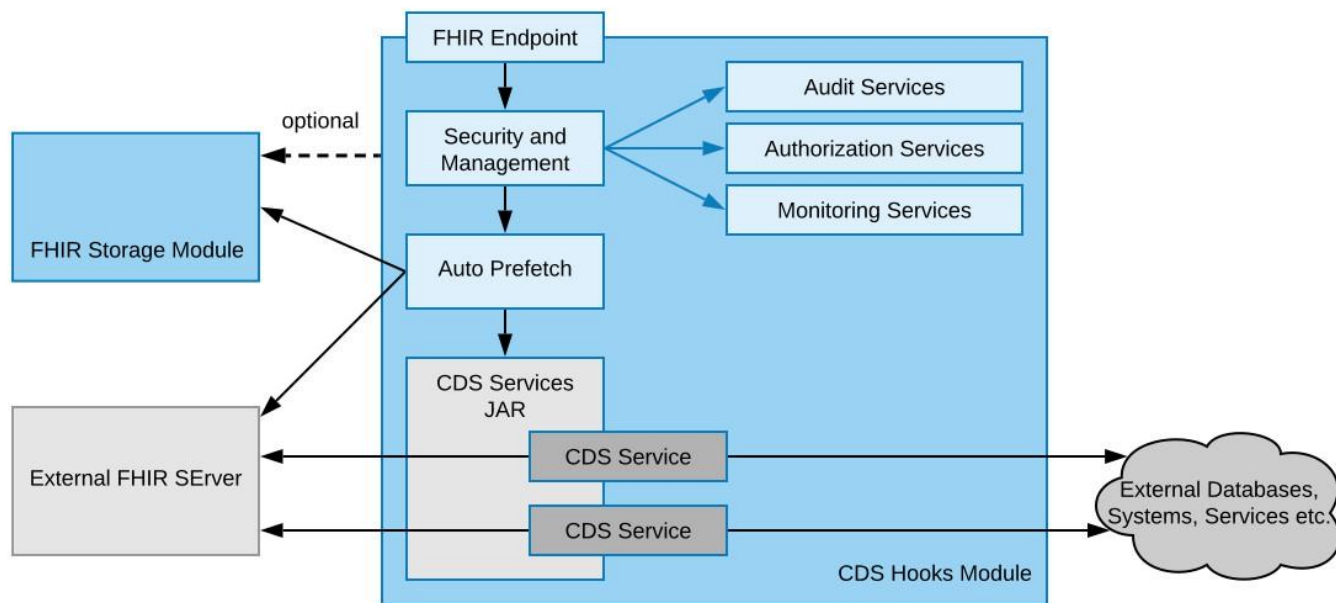 FHIR Endpoint
Audit Services
optional
Security and
Management
Authorization Services
Monitoring Services
FHIR Storage Module
Auto Prefetch
CDS Services
JAR
External FHIR SErver
CDS Service
External Databases,
Systems, Services etc.
CDS Service
CDS Hooks Module